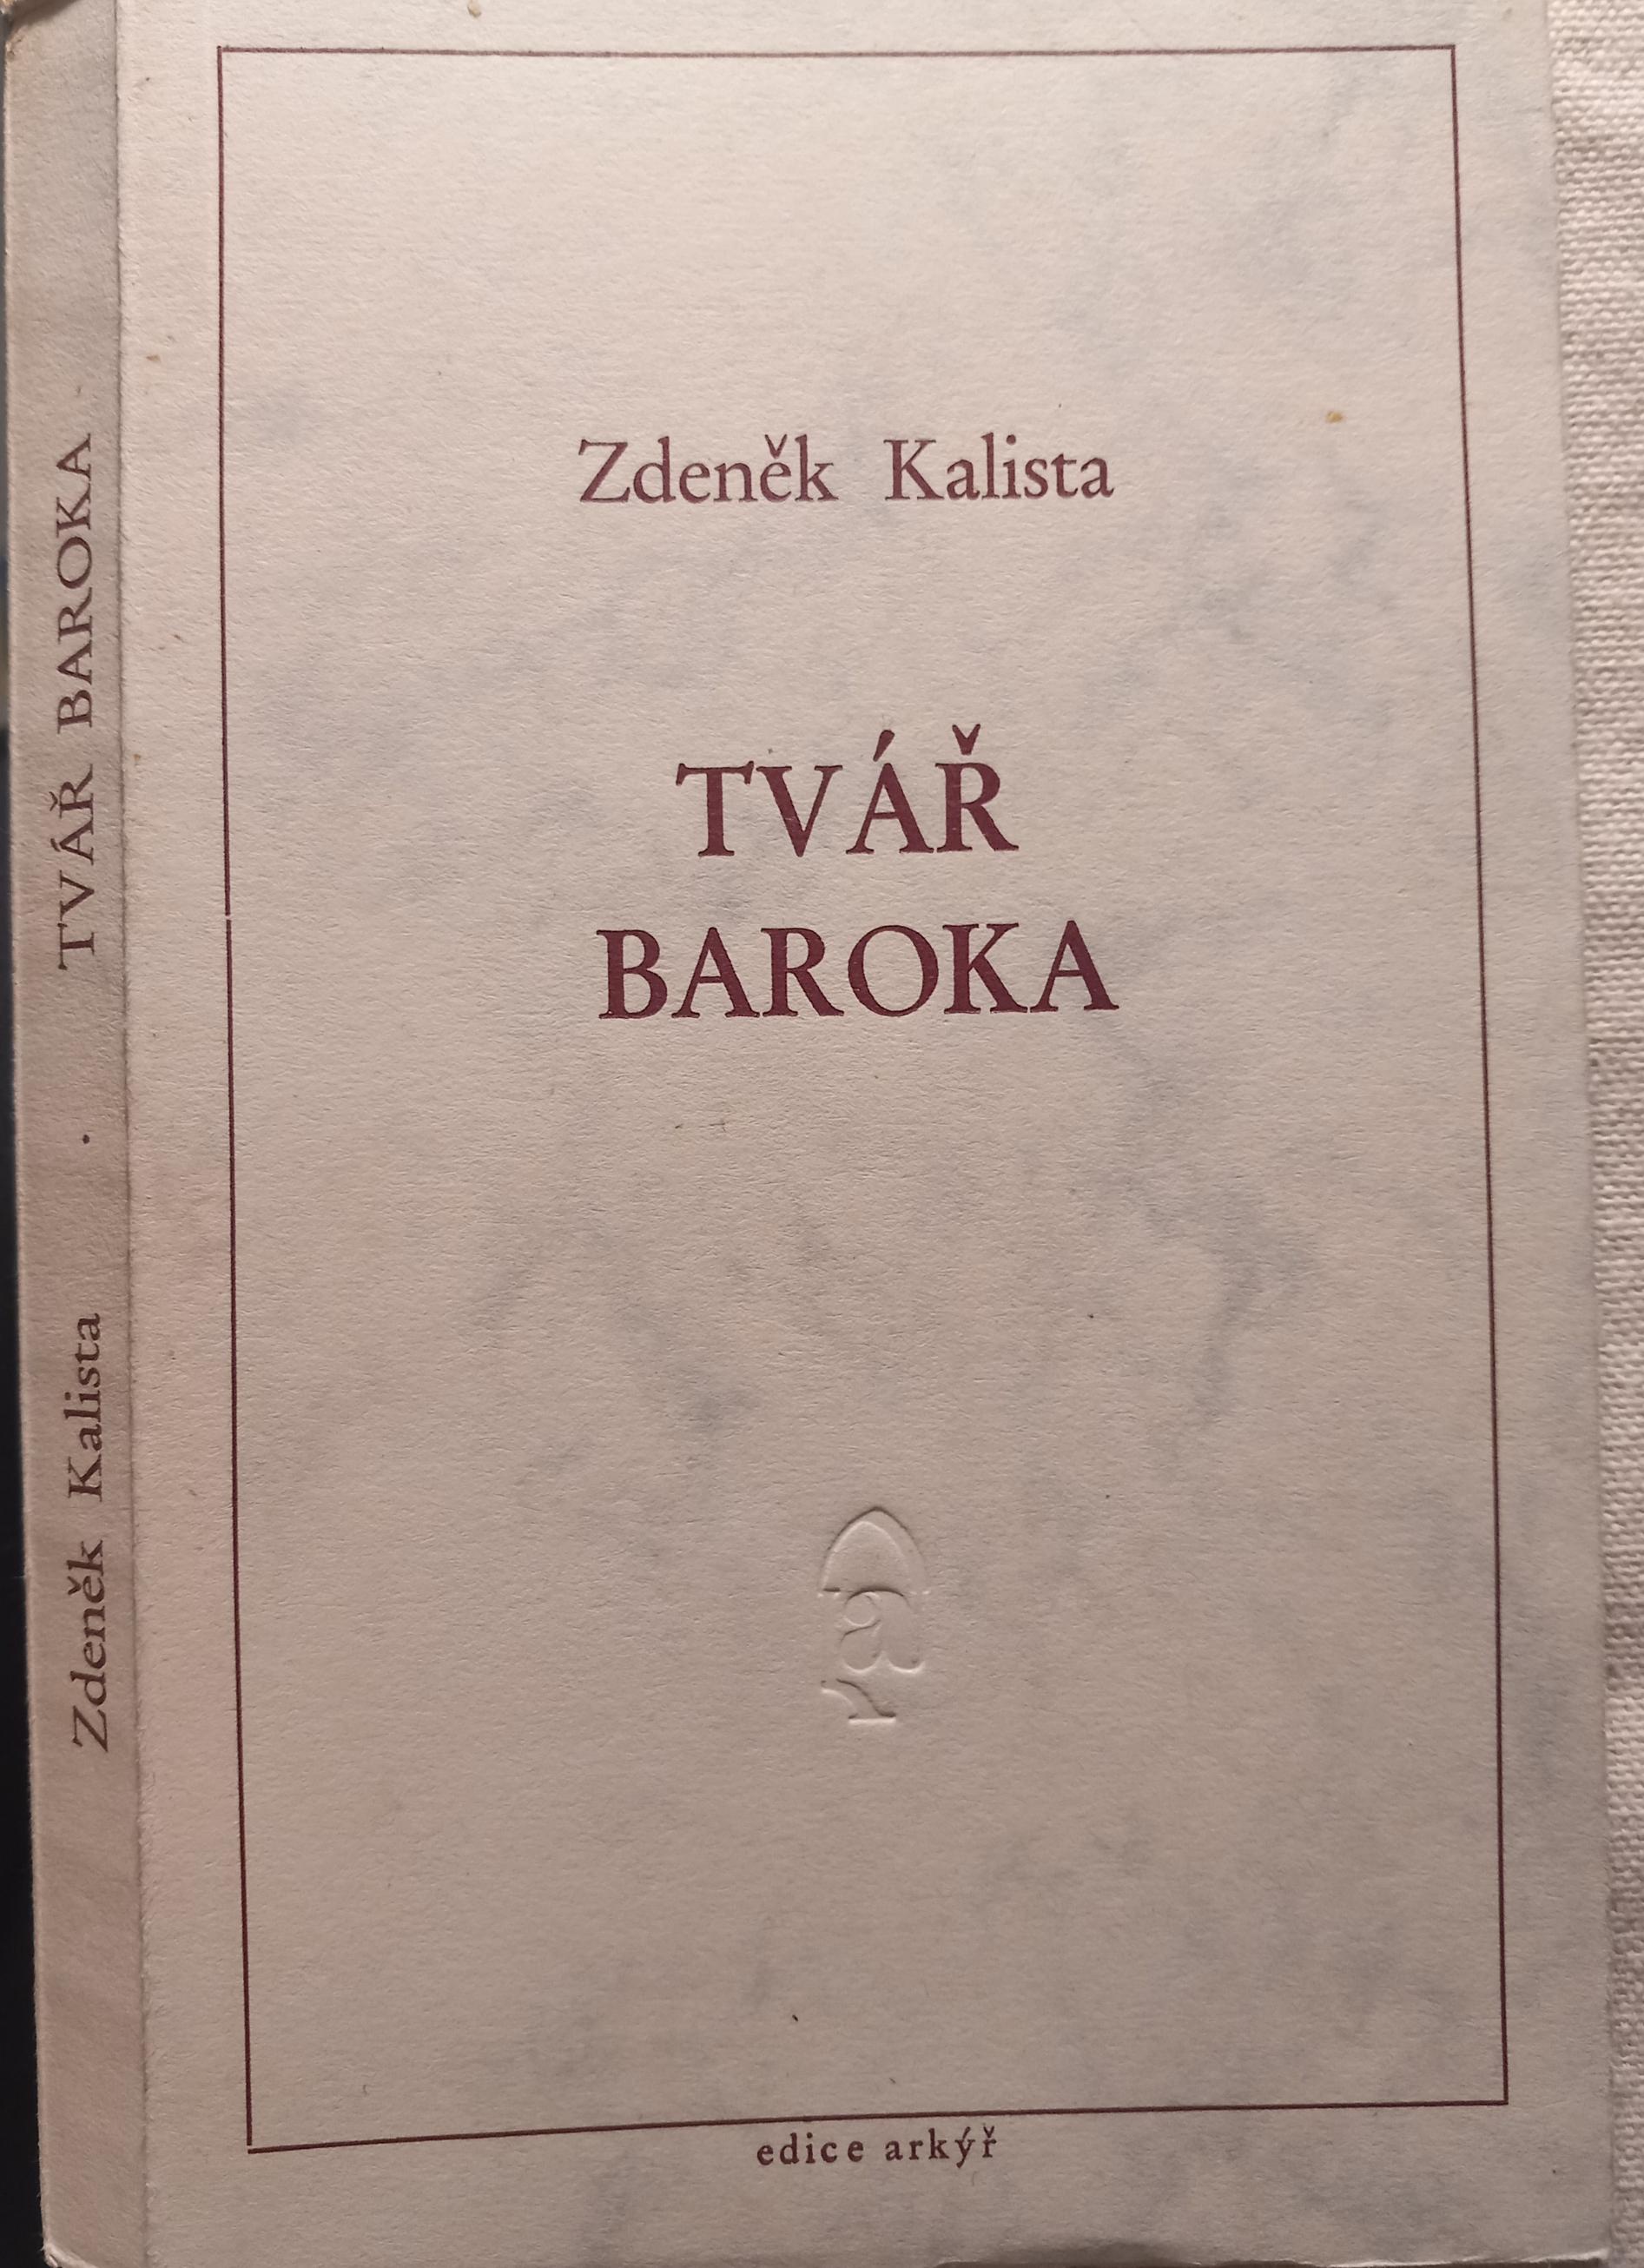 Zdeněk Kalista
TVÁŘ
BAROKA
edice arkýř
Zdeněk Kalista . TVÁŘ BAROKA